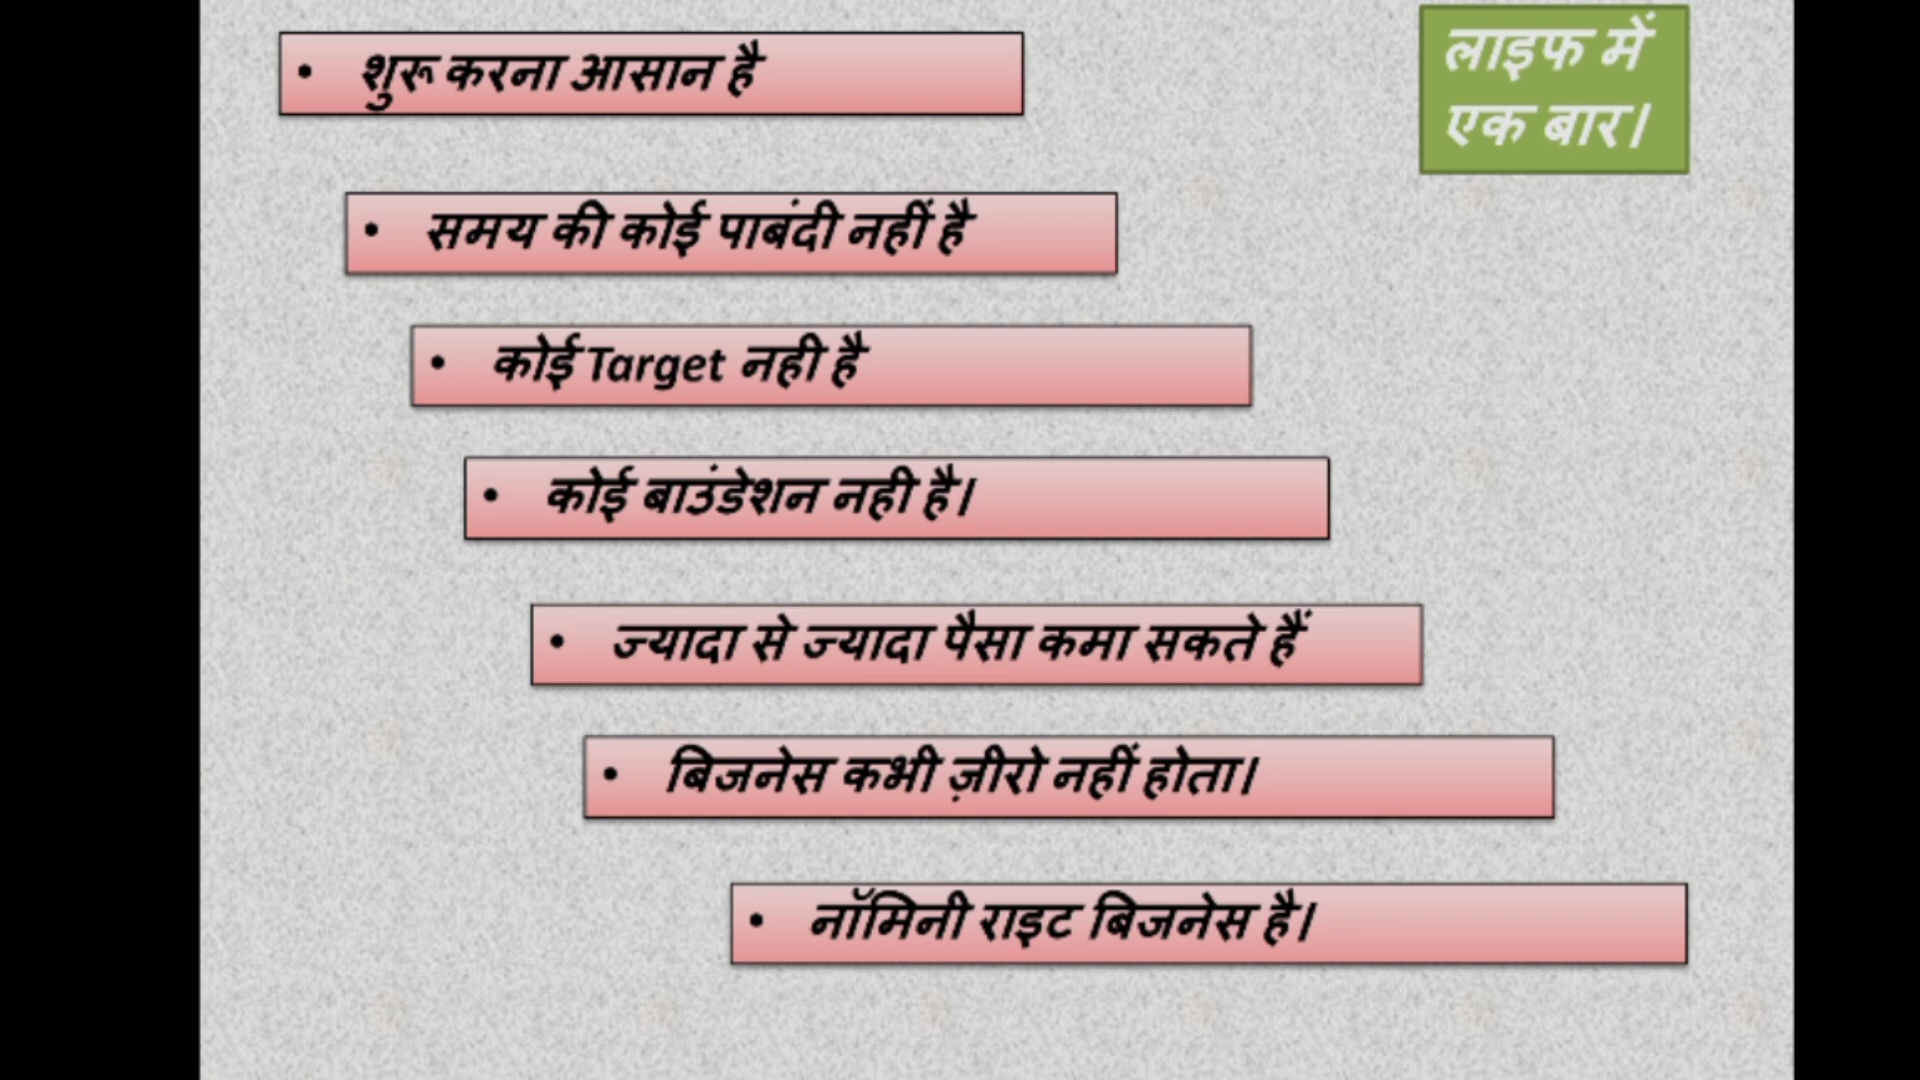 लाइफ में
एक बार।
• शुरू करना आसान है
• समय की कोई पाबंदी नहीं है
• कोई Target नही है
• कोई बाउंडेशन नही है।
• ज्यादा से ज्यादा पैसा कमा सकते हैं
• बिजनेस कभी ज़ीरो नहीं होता।
• नॉमिनी राइट बिजनेस है।